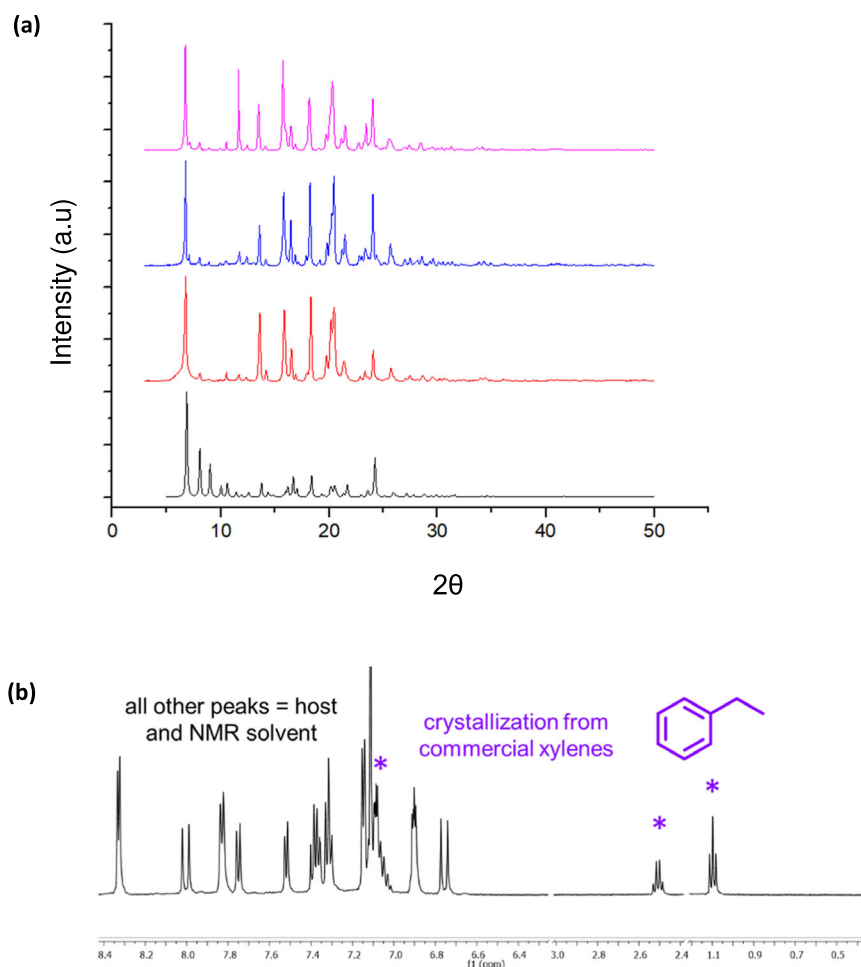 (a)
Intensity (a.u)
0 10 20 30 40 50
2θ
(b)
all other peaks = host
and NMR solvent
crystallization from
commercial xylenes
*
*
*
8.4 8.2 8.0 7.8 7.6 7.4 7.2 7.0 6.8 6.6 6.4 3.0 2.8 2.6 2.4 1.1 0.9 0.7 0.5
f1 (ppm)